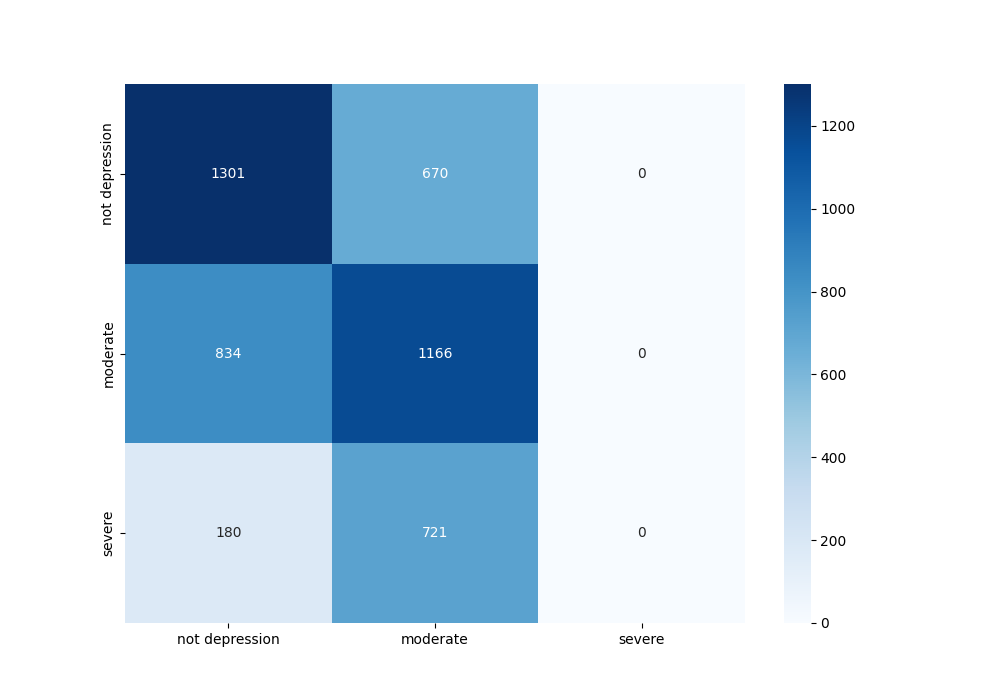 not depression
1301 670 0
moderate
834 1166 0
severe
180 721 0
not depression moderate severe
1200
1000
800
600
400
200
0